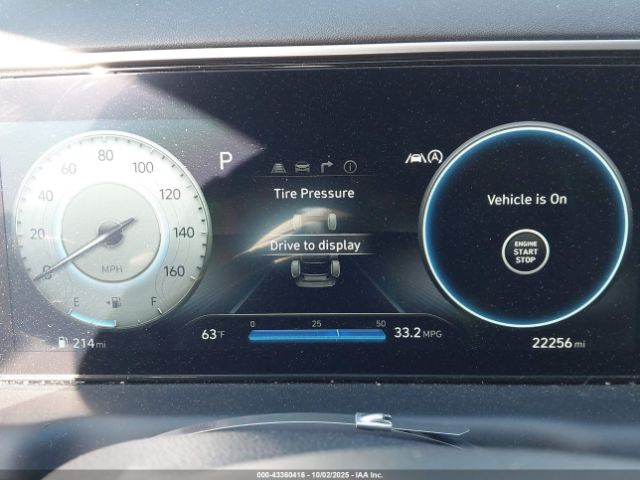 80
60 100
40 120
20 140
0 160
MPH
E F
214 mi
P
Tire Pressure
Drive to display
63°F
0 25 50
33.2 MPG
A
Vehicle is On
ENGINE
START
STOP
22256 mi
000-43360416 - 10/02/2025 - IAA Inc.